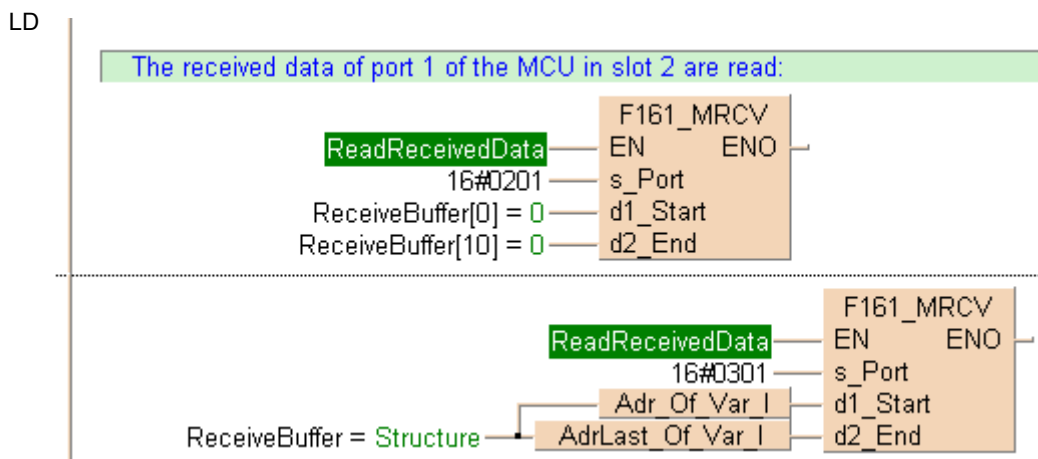 LD
The received data of port 1 of the MCU in slot 2 are read:
F161_MRCV
ReadReceivedData EN ENO
16#0201 s_Port
ReceiveBuffer[0] = 0 d1_Start
ReceiveBuffer[10] = 0 d2_End
F161_MRCV
ReadReceivedData EN ENO
16#0301 s_Port
Adr_Of_Var_I d1_Start
ReceiveBuffer = Structure AdrLast_Of_Var_I d2_End